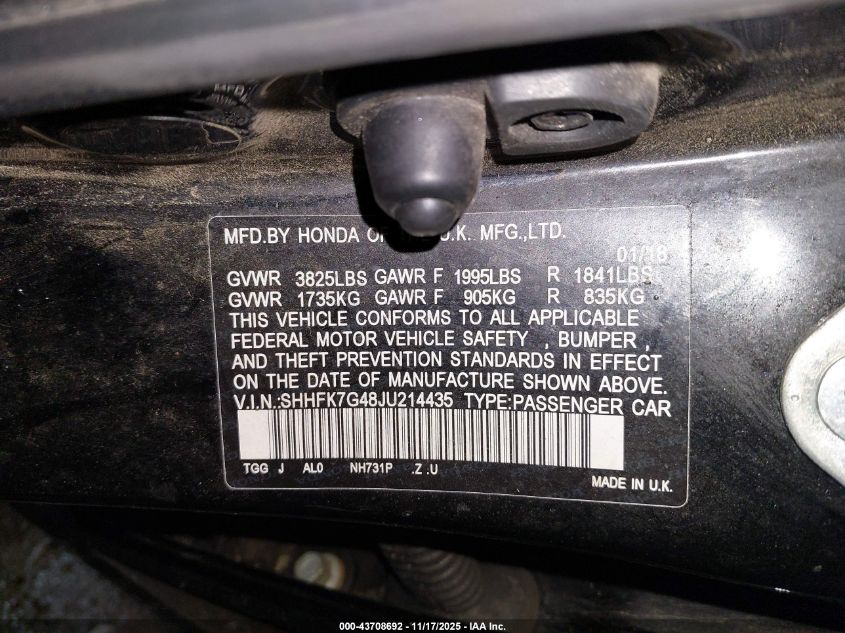 MFD.BY HONDA OF U.K. MFG.,LTD.
01/18
GVWR 3825LBS GAWR F 1995LBS R 1841LBS
GVWR 1735KG GAWR F 905KG R 835KG
THIS VEHICLE CONFORMS TO ALL APPLICABLE
FEDERAL MOTOR VEHICLE SAFETY , BUMPER ,
AND THEFT PREVENTION STANDARDS IN EFFECT
ON THE DATE OF MANUFACTURE SHOWN ABOVE.
V.I.N.:SHHFK7G48JU214435 TYPE:PASSENGER CAR
TGG J AL0 NH731P .Z .U
MADE IN U.K.
000-43708692 - 11/17/2025 - IAA Inc.